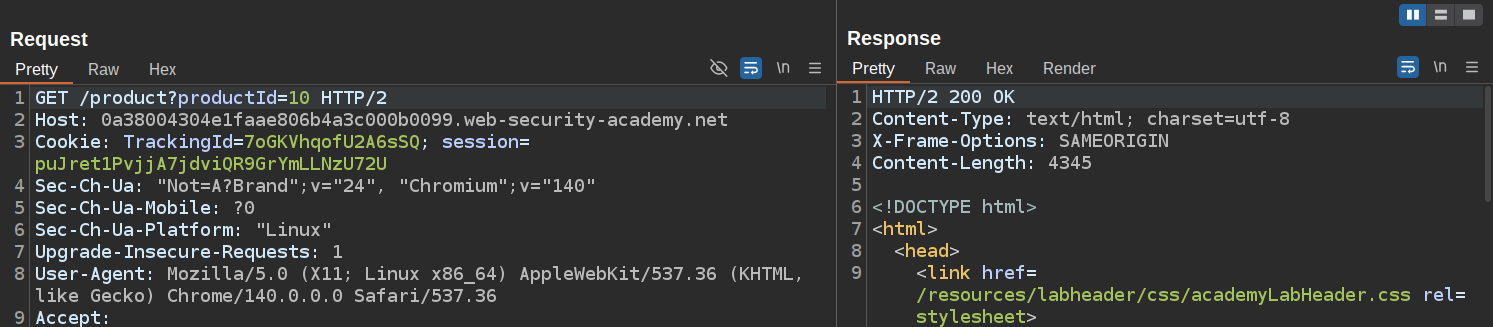 Request
Pretty Raw Hex \n
1 GET /product?productId=10 HTTP/2
2 Host: 0a38004304e1faae806b4a3c000b0099.web-security-academy.net
3 Cookie: TrackingId=7oGKVhqofU2A6sSQ; session=
puJret1PvjjA7jdviQR9GrYmLLNzU72U
4 Sec-Ch-Ua: "Not=A?Brand";v="24", "Chromium";v="140"
5 Sec-Ch-Ua-Mobile: ?0
6 Sec-Ch-Ua-Platform: "Linux"
7 Upgrade-Insecure-Requests: 1
8 User-Agent: Mozilla/5.0 (X11; Linux x86_64) AppleWebKit/537.36 (KHTML,
like Gecko) Chrome/140.0.0.0 Safari/537.36
9 Accept:
Response
Pretty Raw Hex Render \n
1 HTTP/2 200 OK
2 Content-Type: text/html; charset=utf-8
3 X-Frame-Options: SAMEORIGIN
4 Content-Length: 4345
5
6 <!DOCTYPE html>
7 <html>
8 <head>
9 <link href=
/resources/labheader/css/academyLabHeader.css rel=
stylesheet>